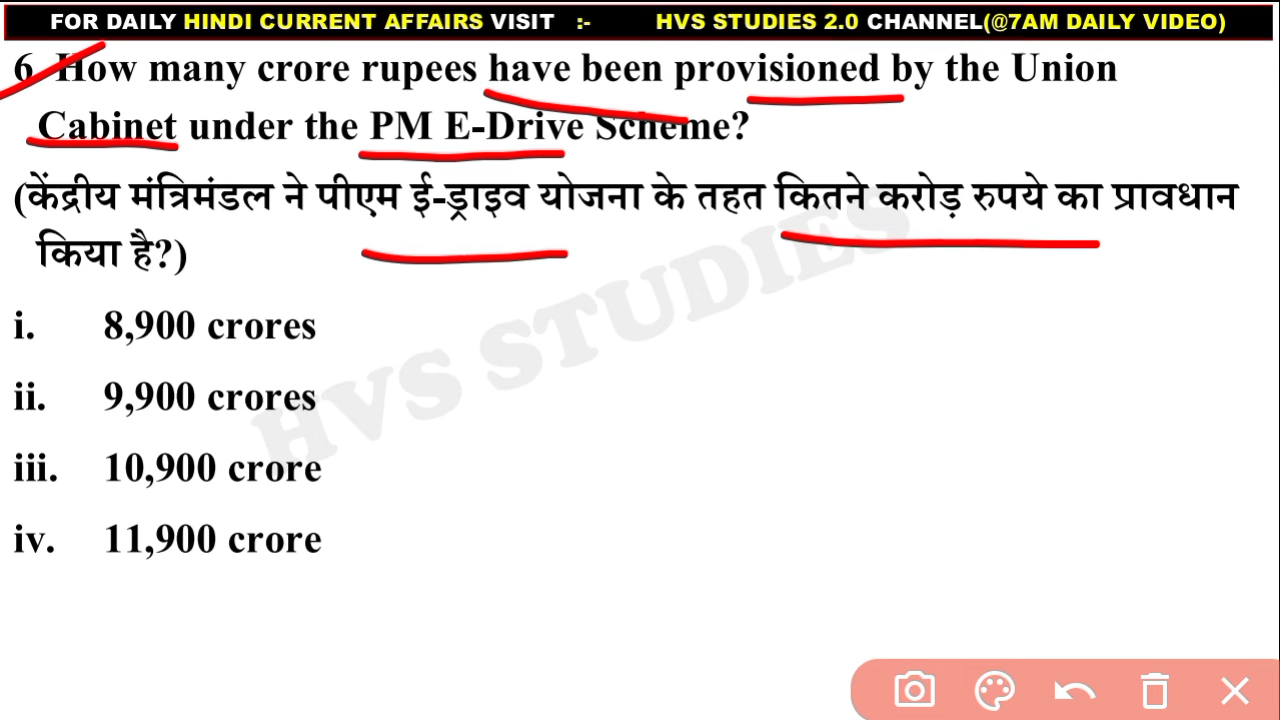 FOR DAILY HINDI CURRENT AFFAIRS VISIT :- HVS STUDIES 2.0 CHANNEL(@7AM DAILY VIDEO)
6. How many crore rupees have been provisioned by the Union
Cabinet under the PM E-Drive Scheme?
(केंद्रीय मंत्रिमंडल ने पीएम ई-ड्राइव योजना के तहत कितने करोड़ रुपये का प्रावधान
किया है?)
i. 8,900 crores
ii. 9,900 crores
iii. 10,900 crore
iv. 11,900 crore
HVS STUDIES